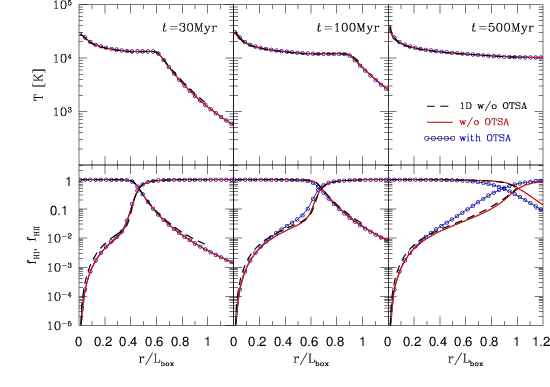 10⁵
t=30Myr t=100Myr t=500Myr
10⁴
T [K]
10³
1D w/o OTSA
w/o OTSA
with OTSA
1
0.1
10⁻²
10⁻³
10⁻⁴
10⁻⁵
10⁻⁶
f_HI, f_HII
0 0.2 0.4 0.6 0.8 1 0 0.2 0.4 0.6 0.8 1 0 0.2 0.4 0.6 0.8 1 1.2
r/L_box r/L_box r/L_box